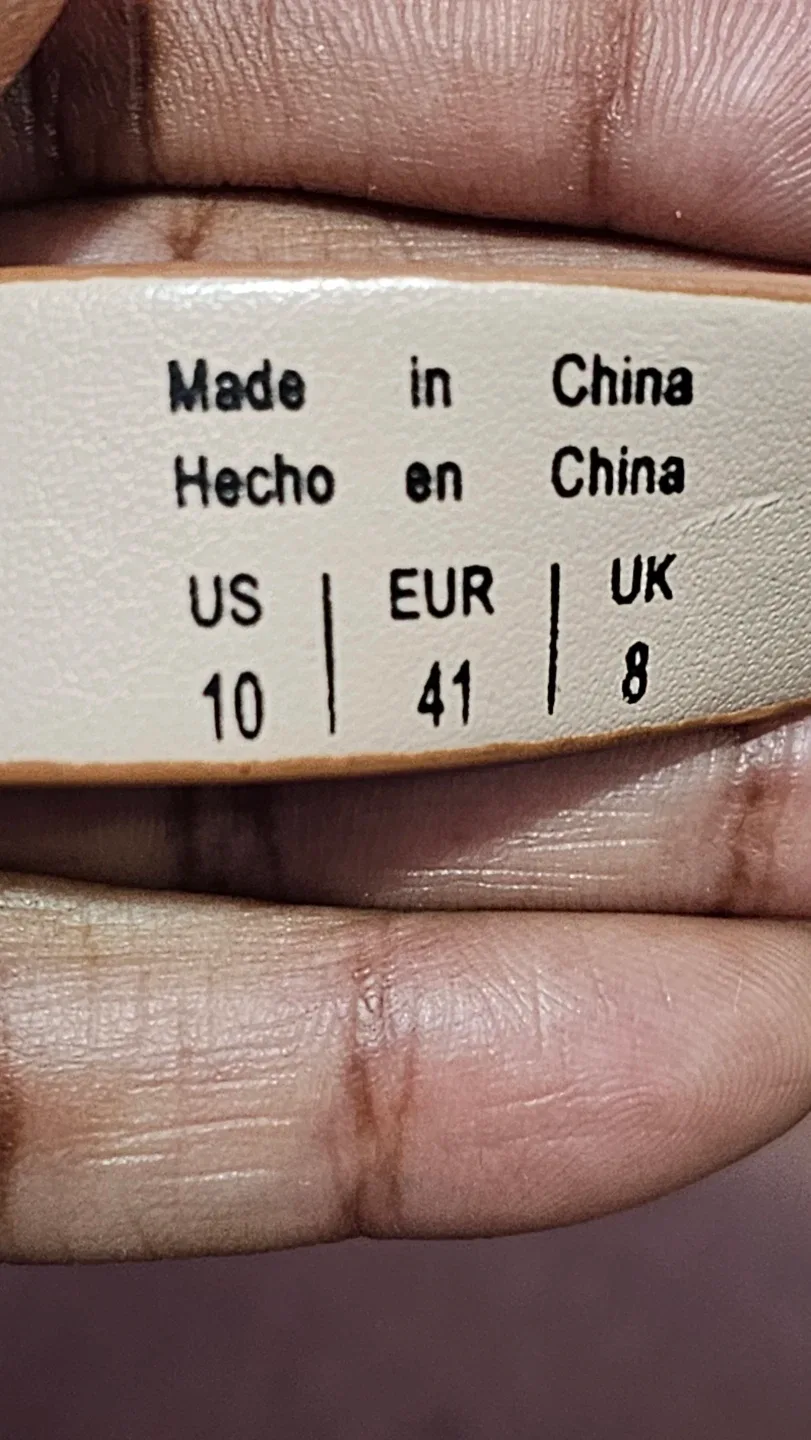 Made in China
Hecho en China
US | EUR | UK
10 | 41 | 8